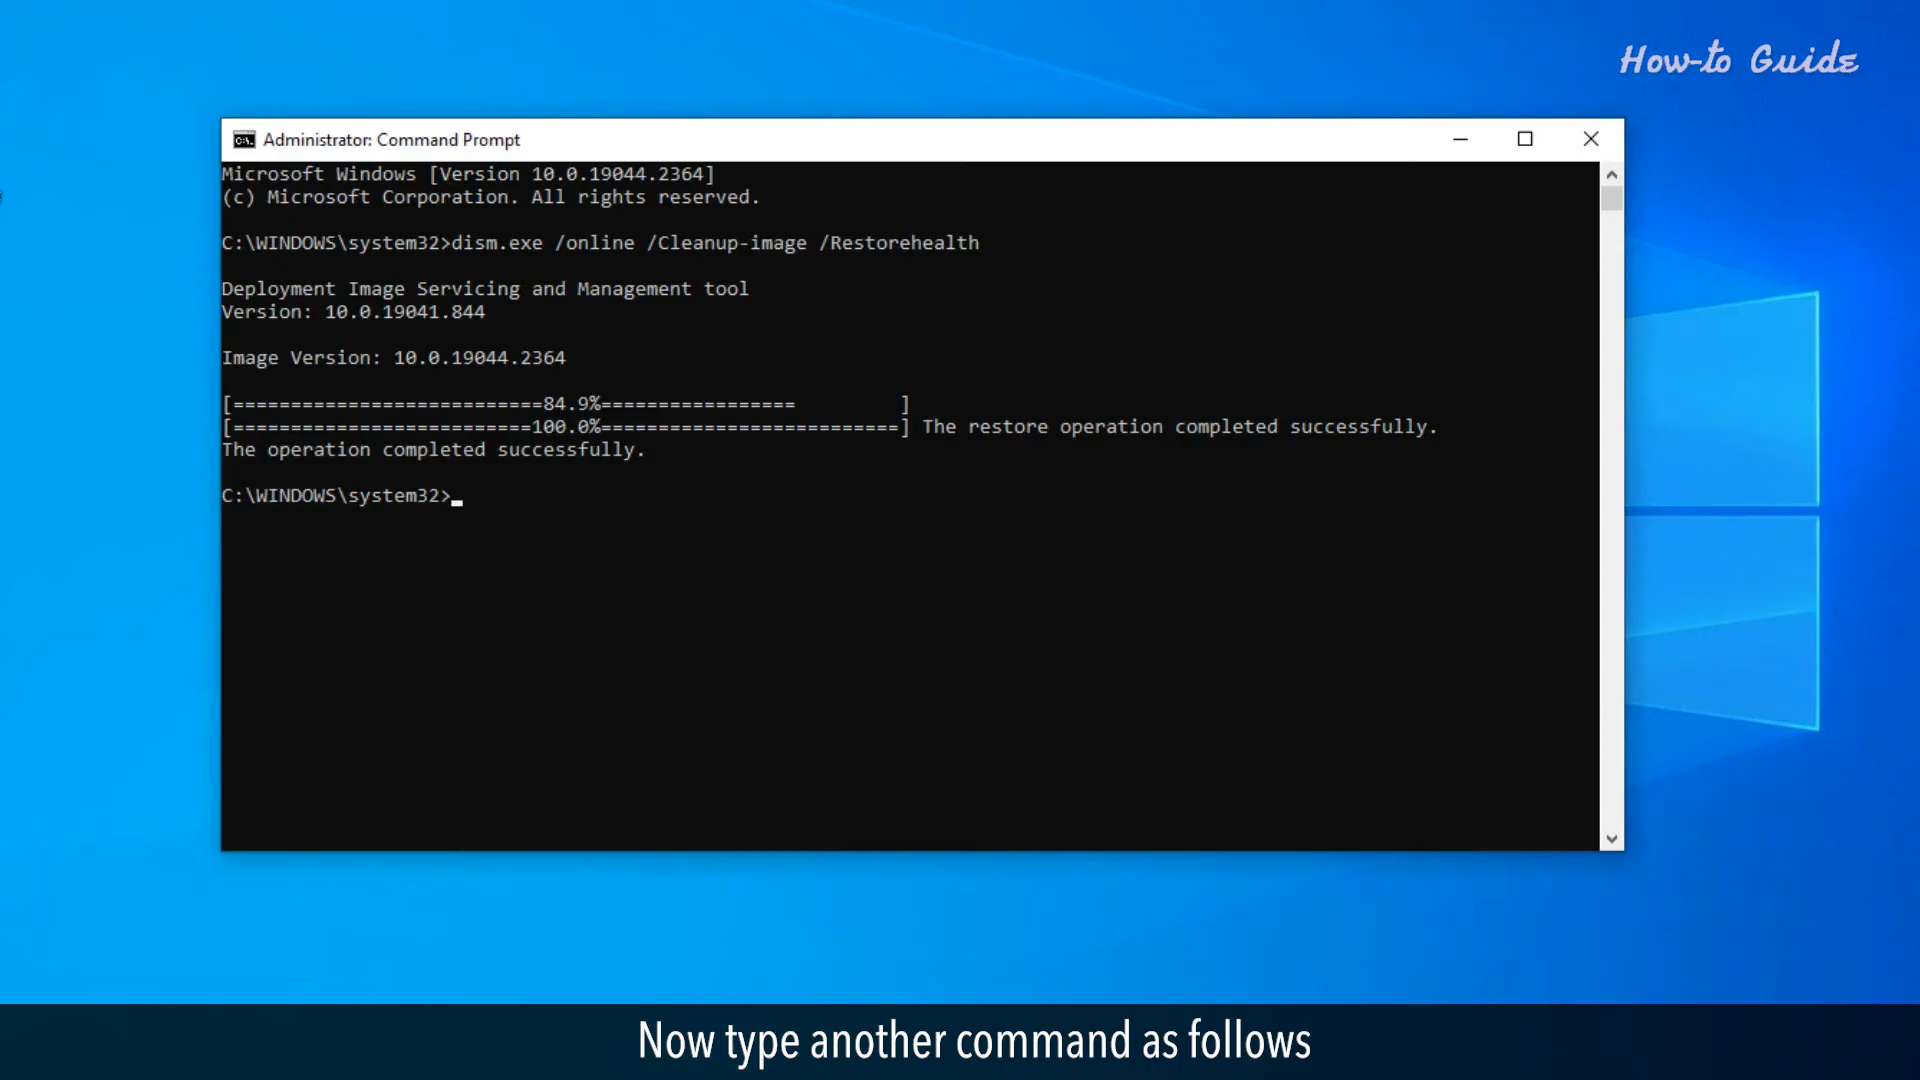 How-to Guide
Administrator: Command Prompt
Microsoft Windows [Version 10.0.19044.2364]
(c) Microsoft Corporation. All rights reserved.
C:\WINDOWS\system32>dism.exe /online /Cleanup-image /Restorehealth
Deployment Image Servicing and Management tool
Version: 10.0.19041.844
Image Version: 10.0.19044.2364
[===========================84.9%=================         ]
[==========================100.0%==========================] The restore operation completed successfully.
The operation completed successfully.
C:\WINDOWS\system32>
Now type another command as follows